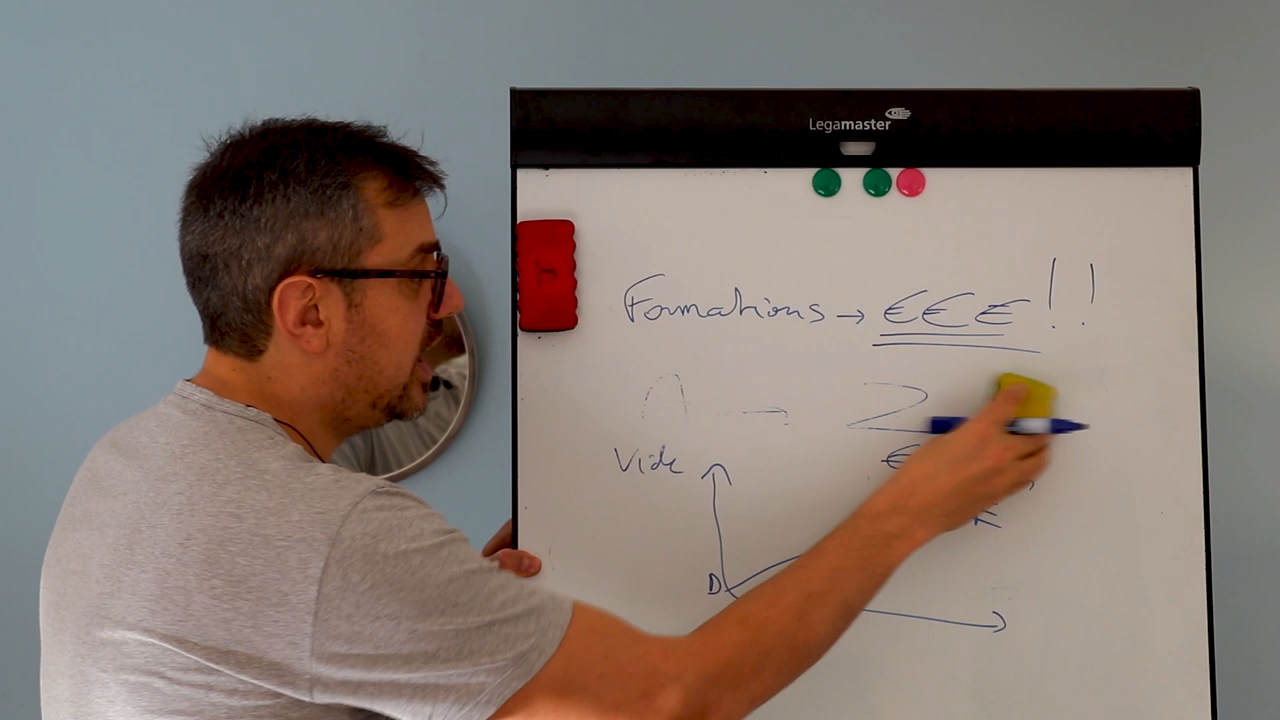 Legamaster
Formations → €€€ !!
A → Z
Vide
€
D